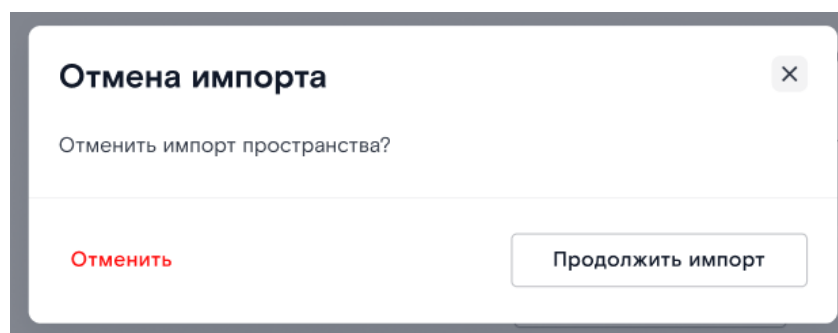 Отмена импорта
Отменить импорт пространства?
Отменить
Продолжить импорт